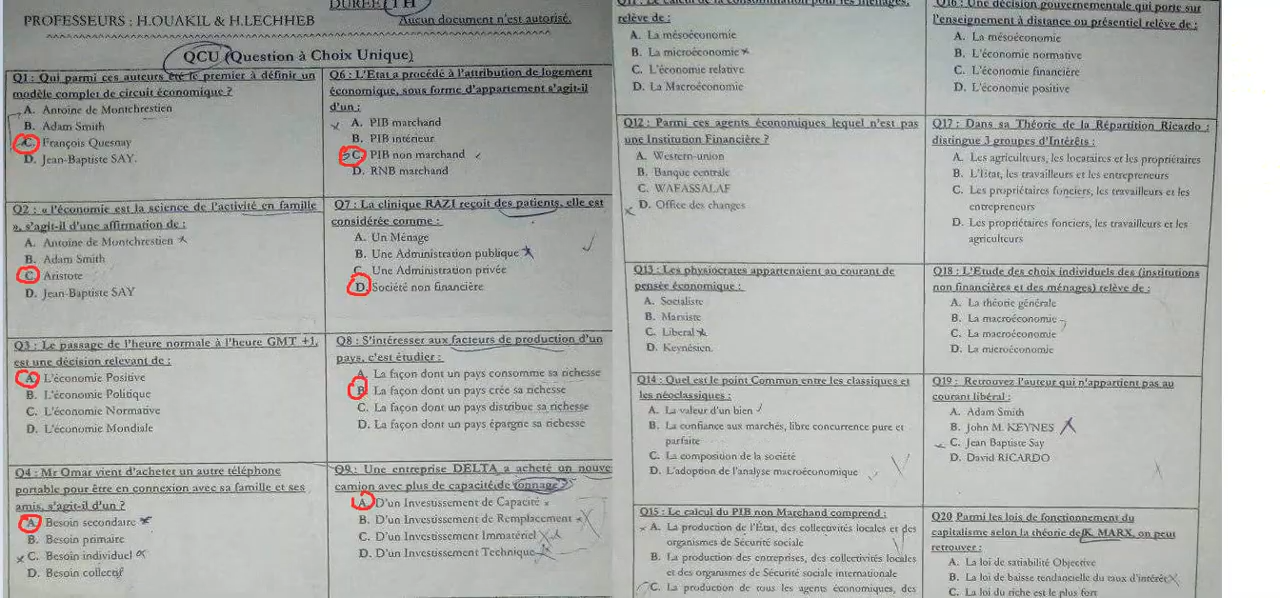 DURÉE 1 H
PROFESSEURS : H.OUAKIL & H.LECHHEB
Aucun document n'est autorisé.
QCU (Question à Choix Unique)
Q1 : Qui parmi ces auteurs été le premier à définir un
modèle complet de circuit économique ?
A. Antoine de Montchrestien
B. Adam Smith
C. François Quesnay
D. Jean-Baptiste SAY.
Q2 : « l'économie est la science de l'activité en famille
», s'agit-il d'une affirmation de :
A. Antoine de Montchrestien
B. Adam Smith
C. Aristote
D. Jean-Baptiste SAY
Q3 : Le passage de l'heure normale à l'heure GMT +1,
est une décision relevant de :
A. L'économie Positive
B. L'économie Politique
C. L'économie Normative
D. L'économie Mondiale
Q4 : Mr Omar vient d'acheter un autre téléphone
portable pour être en connexion avec sa famille et ses
amis, s'agit-il d'un ?
A. Besoin secondaire
B. Besoin primaire
C. Besoin individuel
D. Besoin collectif
Q6 : L'Etat a procédé à l'attribution de logement
économique, sous forme d'appartement s'agit-il
d'un :
A. PIB marchand
B. PIB intérieur
C. PIB non marchand
D. RNB marchand
Q7 : La clinique RAZI reçoit des patients, elle est
considérée comme :
A. Un Ménage
B. Une Administration publique
C. Une Administration privée
D. Société non financière
Q8 : S'intéresser aux facteurs de production d'un
pays, c'est étudier :
A. La façon dont un pays consomme sa richesse
B. La façon dont un pays crée sa richesse
C. La façon dont un pays distribue sa richesse
D. La façon dont un pays épargne sa richesse
Q9 : Une entreprise DELTA a acheté un nouveau
camion avec plus de capacité de tonnage ?
A. D'un Investissement de Capacité
B. D'un Investissement de Remplacement
C. D'un Investissement Immatériel
D. D'un Investissement Technique
Q11 : Le calcul de la consommation pour les ménages,
relève de :
A. La mésoéconomie
B. La microéconomie
C. L'économie relative
D. La Macroéconomie
Q12 : Parmi ces agents économiques lequel n'est pas
une Institution Financière ?
A. Western-union
B. Banque centrale
C. WAFASSALAF
D. Office des changes
Q13 : Les physiocrates appartenaient au courant de
pensée économique :
A. Socialiste
B. Marxiste
C. Liberal
D. Keynésien.
Q14 : Quel est le point Commun entre les classiques et
les néoclassiques :
A. La valeur d'un bien
B. La confiance aux marchés, libre concurrence pure et
parfaite
C. La composition de la société
D. L'adoption de l'analyse macroéconomique
Q15 : Le calcul du PIB non Marchand comprend :
A. La production de l'État, des collectivités locales et des
organismes de Sécurité sociale
B. La production des entreprises, des collectivités locales
et des organismes de Sécurité sociale internationale
C. La production de tous les agents économiques, des
Q16 : Une décision gouvernementale qui porte sur
l'enseignement à distance ou présentiel relève de :
A. La mésoéconomie
B. L'économie normative
C. L'économie financière
D. L'économie positive
Q17 : Dans sa Théorie de la Répartition Ricardo :
distingue 3 groupes d'Intérêts :
A. Les agriculteurs, les locataires et les propriétaires
B. L'Etat, les travailleurs et les entrepreneurs
C. Les propriétaires fonciers, les travailleurs et les
entrepreneurs
D. Les propriétaires fonciers, les travailleurs et les
agriculteurs
Q18 : L'Etude des choix individuels des (institutions
non financières et des ménages) relève de :
A. La théorie générale
B. La macroéconomie
C. La macroéconomie
D. La microéconomie
Q19 : Retrouvez l'auteur qui n'appartient pas au
courant libéral :
A. Adam Smith
B. John M. KEYNES
C. Jean Baptiste Say
D. David RICARDO
Q20 Parmi les lois de fonctionnement du
capitalisme selon la théorie de K. MARX, on peut
retrouver :
A. La loi de satiabilité Objective
B. La loi de baisse tendancielle du taux d'intérêt
C. La loi du riche est le plus fort